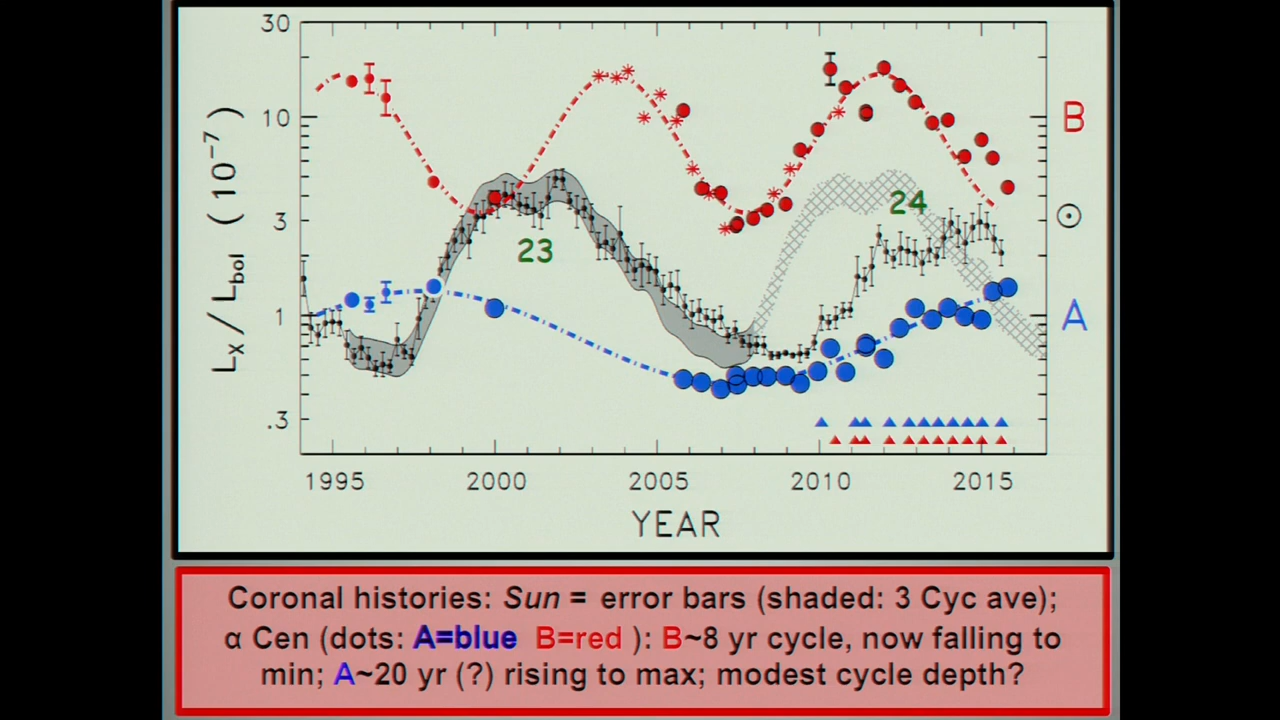 30
10
3
1
.3
L_X / L_bol ( 10^-7 )
B
☉
A
23
24
1995 2000 2005 2010 2015
YEAR
Coronal histories: Sun = error bars (shaded: 3 Cyc ave);
α Cen (dots: A=blue B=red ): B~8 yr cycle, now falling to
min; A~20 yr (?) rising to max; modest cycle depth?